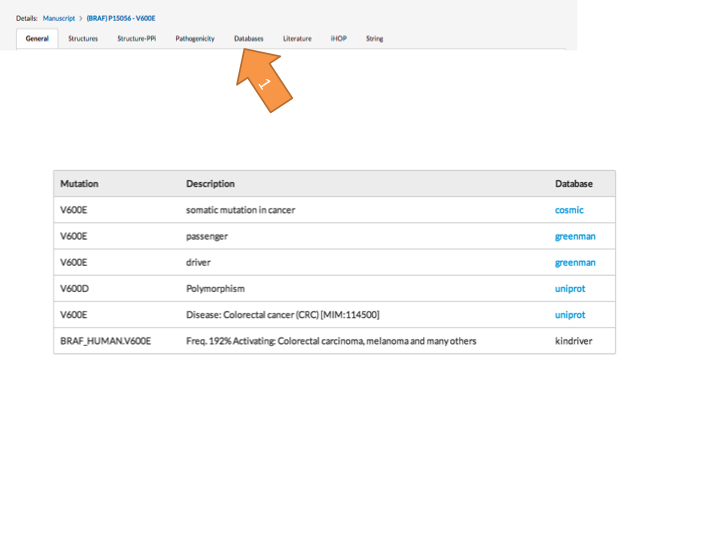 Details: Manuscript > (BRAF) P15056 - V600E
General Structures Structure-PPi Pathogenicity Databases Literature iHOP String
1
Mutation Description Database
V600E somatic mutation in cancer cosmic
V600E passenger greenman
V600E driver greenman
V600D Polymorphism uniprot
V600E Disease: Colorectal cancer (CRC) [MIM:114500] uniprot
BRAF_HUMAN.V600E Freq. 192% Activating: Colorectal carcinoma, melanoma and many others kindriver